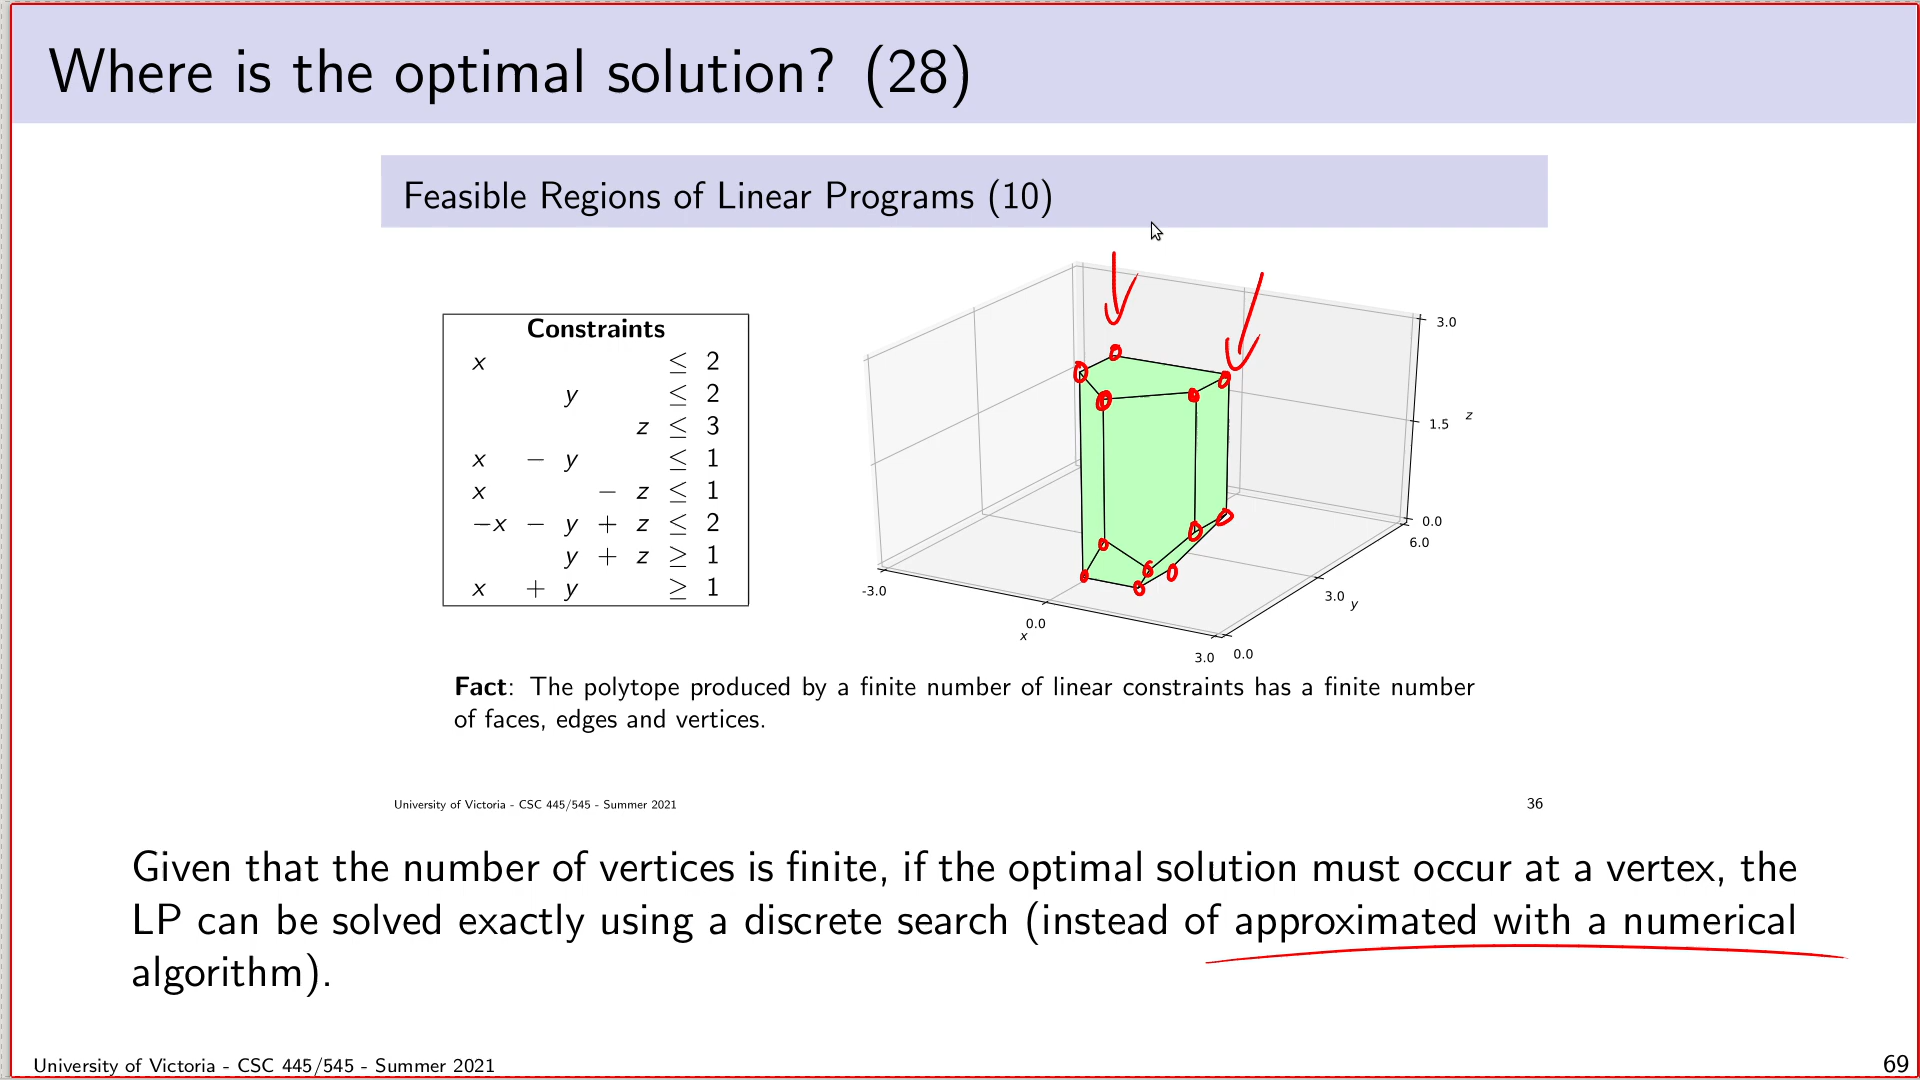 Where is the optimal solution? (28)
Feasible Regions of Linear Programs (10)
Constraints
x ≤ 2
y ≤ 2
z ≤ 3
x − y ≤ 1
x − z ≤ 1
−x − y + z ≤ 2
y + z ≥ 1
x + y ≥ 1
3.0
1.5 z
0.0
6.0
-3.0
3.0 y
0.0
x
3.0 0.0
Fact: The polytope produced by a finite number of linear constraints has a finite number
of faces, edges and vertices.
University of Victoria - CSC 445/545 - Summer 2021 36
Given that the number of vertices is finite, if the optimal solution must occur at a vertex, the
LP can be solved exactly using a discrete search (instead of approximated with a numerical
algorithm).
University of Victoria - CSC 445/545 - Summer 2021 69